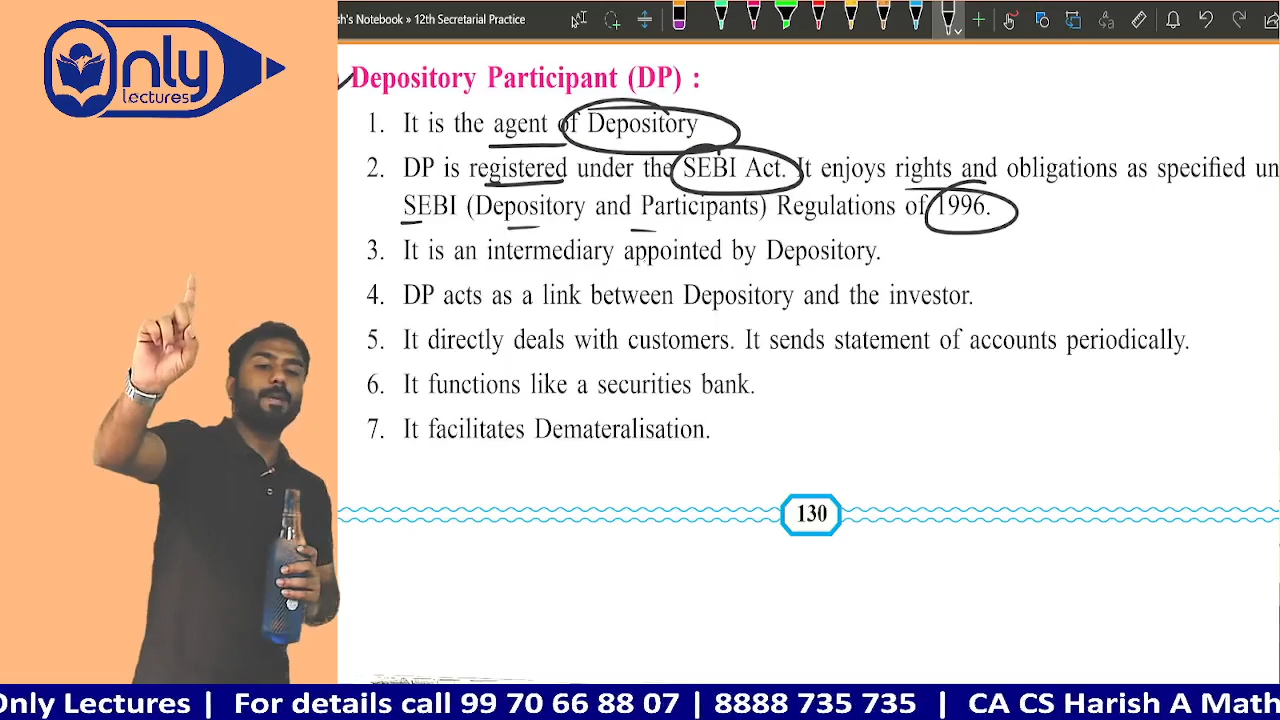 sh's Notebook » 12th Secretarial Practice
Only
lectures
Depository Participant (DP) :
1. It is the agent of Depository
2. DP is registered under the SEBI Act. It enjoys rights and obligations as specified un
SEBI (Depository and Participants) Regulations of 1996.
3. It is an intermediary appointed by Depository.
4. DP acts as a link between Depository and the investor.
5. It directly deals with customers. It sends statement of accounts periodically.
6. It functions like a securities bank.
7. It facilitates Demateralisation.
130
Only Lectures | For details call 99 70 66 88 07 | 8888 735 735 | CA CS Harish A Math